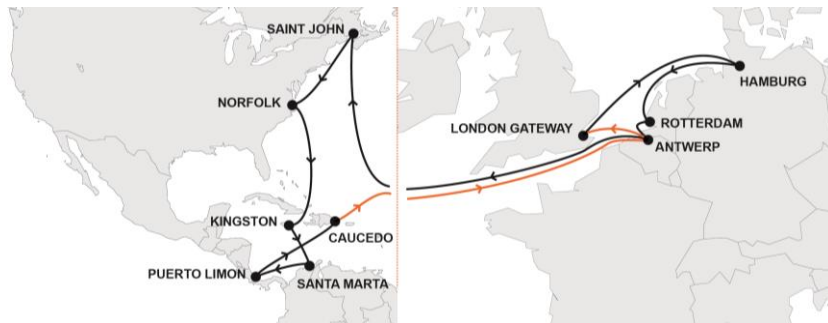 SAINT JOHN
NORFOLK
KINGSTON
CAUCEDO
PUERTO LIMON
SANTA MARTA
HAMBURG
LONDON GATEWAY
ROTTERDAM
ANTWERP